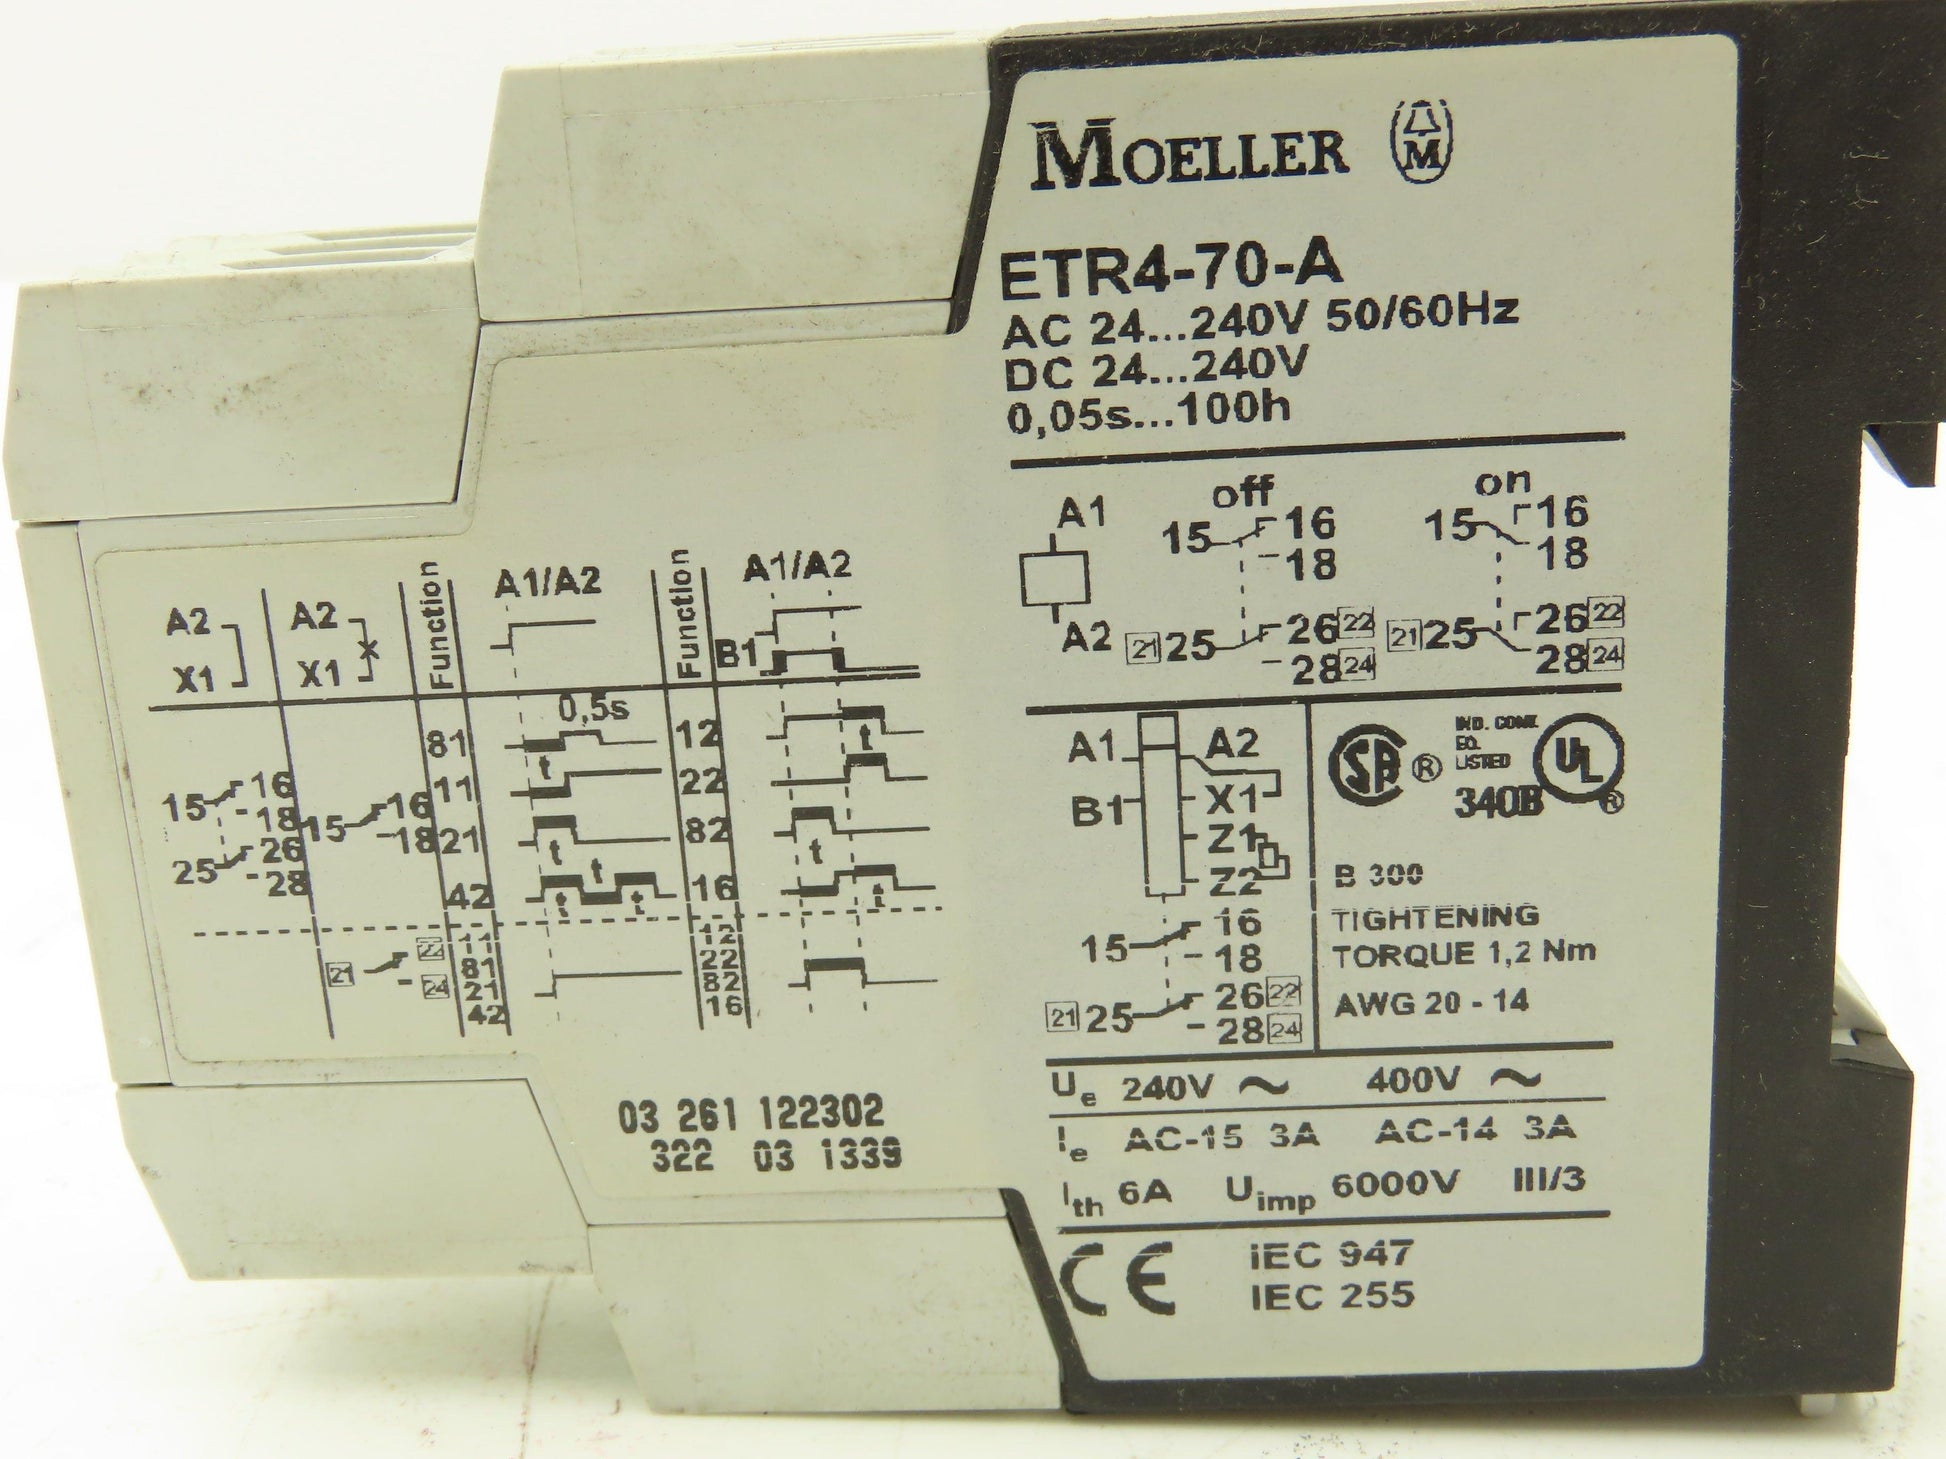 MOELLER M
ETR4-70-A
AC 24...240V 50/60Hz
DC 24...240V
0,05s...100h
A1
A2
off
15 16
18
21 25 26 22
28 24
on
15 16
18
21 25 26 22
28 24
A1 A2
B1 X1
Z1
Z2
15 16
18
21 25 26 22
28 24
SA ® IND. CONT.
EQ.
LISTED
340B
UL ®
B 300
TIGHTENING
TORQUE 1,2 Nm
AWG 20 - 14
Ue 240V ~ 400V ~
Ie AC-15 3A AC-14 3A
Ith 6A Uimp 6000V III/3
CE
IEC 947
IEC 255
A2
X1
A2
X1
Function
A1/A2
Function
A1/A2
B1
15 16
18
25 26
28
15 16
18
81 0,5s
t
11
21
t
42 t t t
12 t
22
82
t
16 t
21 22
24
11
81
21
42
12
22
82
16
03 261 122302
322 03 1339